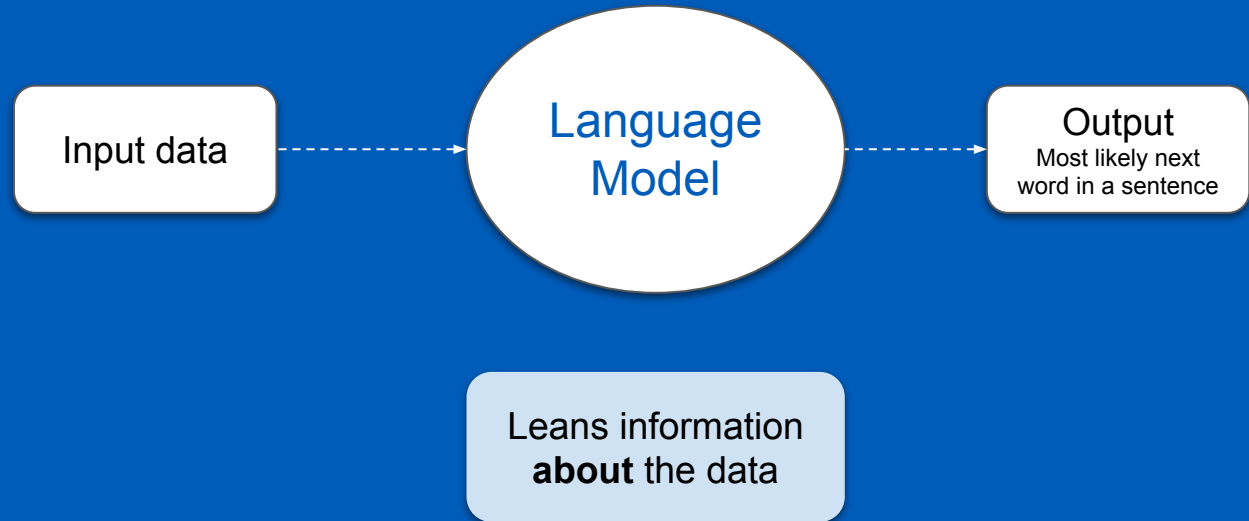 Input data
Language
Model
Output
Most likely next
word in a sentence
Leans information
about the data